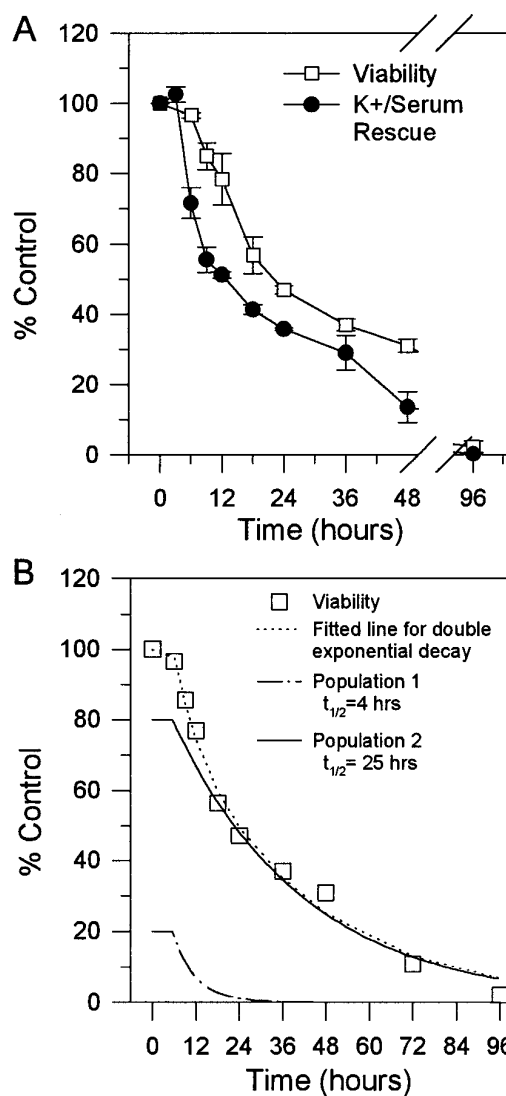 A
120
100
80
60
40
20
0
% Control
Viability
K+/Serum
Rescue
0
12
24
36
48
96
Time (hours)
B
120
100
80
60
40
20
0
% Control
Viability
Fitted line for double
exponential decay
Population 1
t1/2=4 hrs
Population 2
t1/2= 25 hrs
0
12
24
36
48
60
72
84
96
Time (hours)